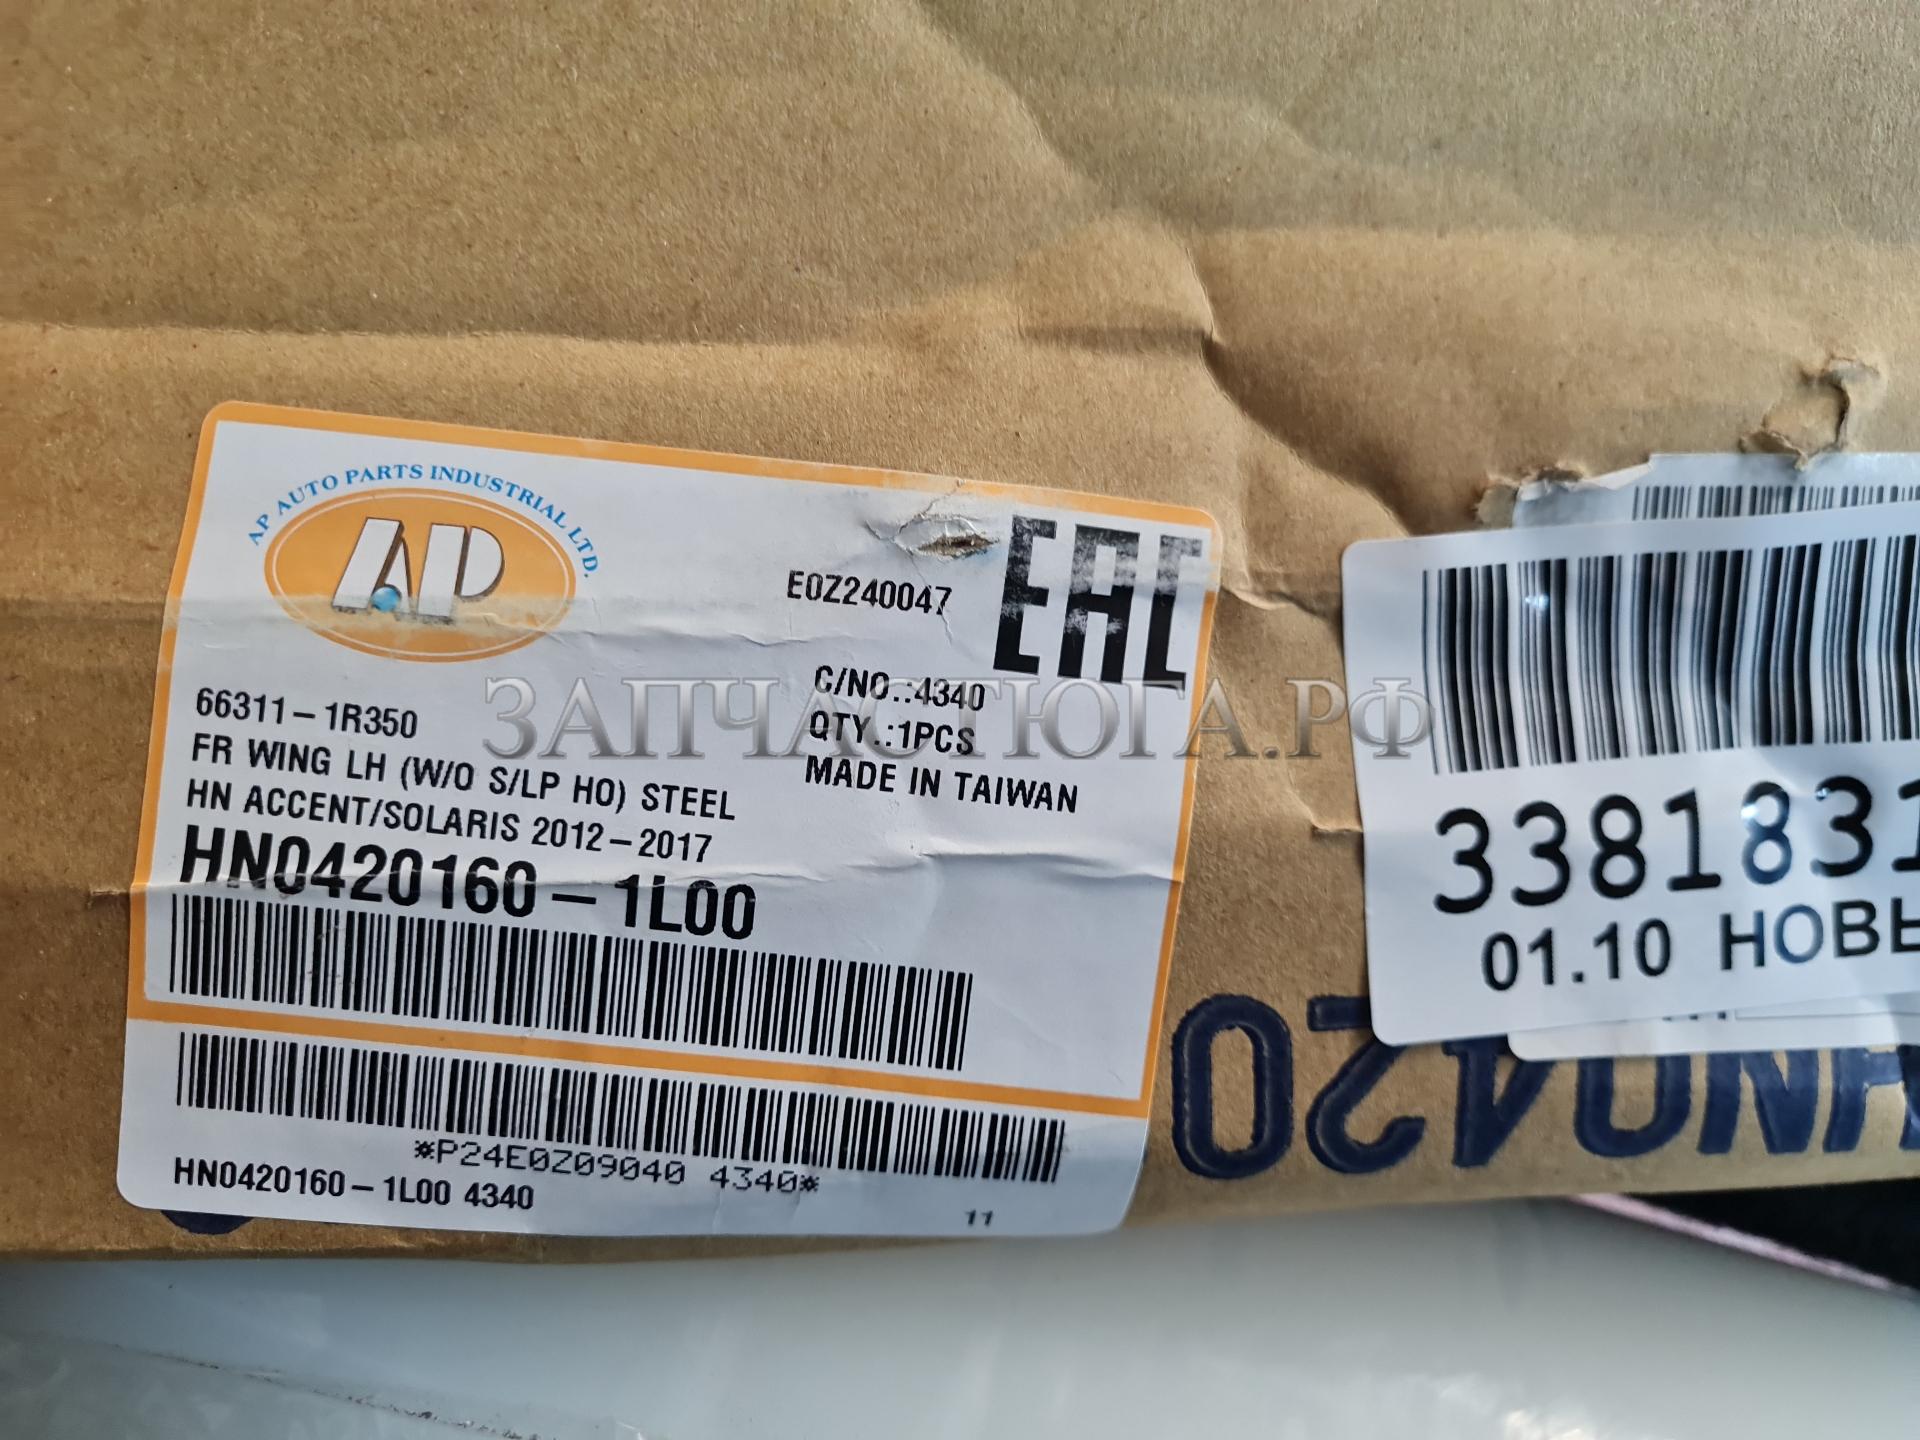 AP AUTO PARTS INDUSTRIAL LTD.
AP
E0Z240047
EAC
66311-1R350
FR WING LH (W/O S/LP HO) STEEL
HN ACCENT/SOLARIS 2012-2017
HN0420160-1L00
C/NO.:4340
QTY.:1PCS
MADE IN TAIWAN
*P24E0Z09040 4340*
HN0420160-1L00 4340
11
ЗАПЧАСТЮГА.РФ
3381831
01.10 НОВЫ
HN0420